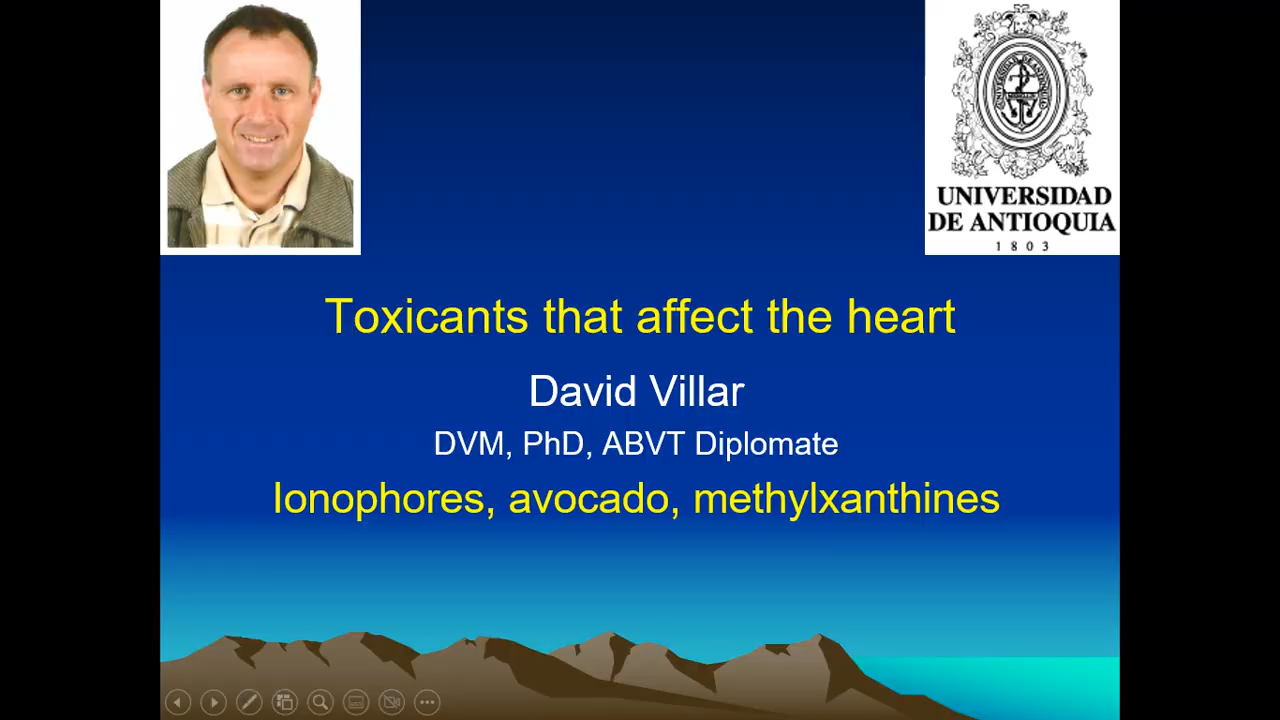 UNIVERSIDAD
DE ANTIOQUIA
1803
Toxicants that affect the heart
David Villar
DVM, PhD, ABVT Diplomate
Ionophores, avocado, methylxanthines